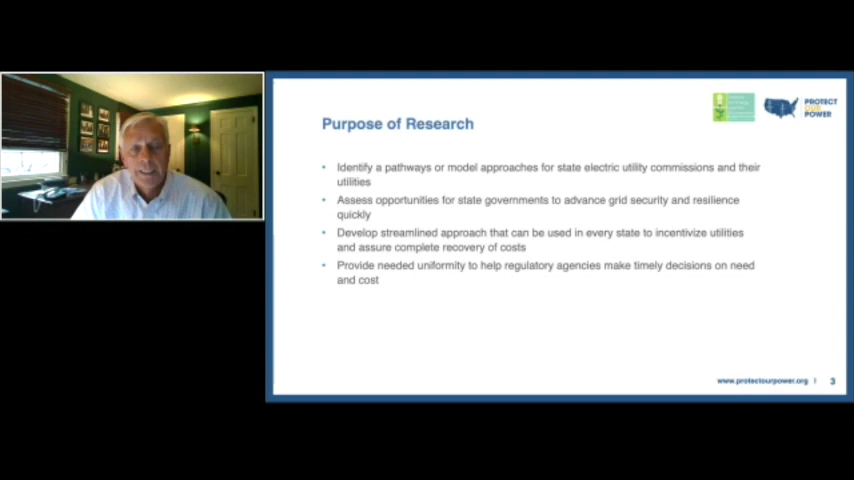 PROTECT
OUR
POWER
Purpose of Research
• Identify a pathways or model approaches for state electric utility commissions and their
utilities
• Assess opportunities for state governments to advance grid security and resilience
quickly
• Develop streamlined approach that can be used in every state to incentivize utilities
and assure complete recovery of costs
• Provide needed uniformity to help regulatory agencies make timely decisions on need
and cost
www.protectourpower.org | 3